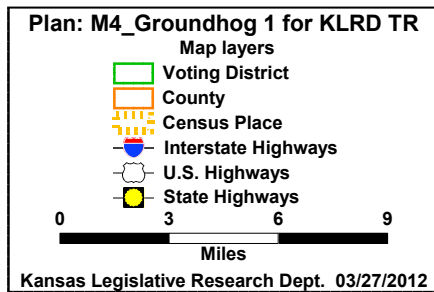 Plan: M4_Groundhog 1 for KLRD TR
Map layers
Voting District
County
Census Place
Interstate Highways
U.S. Highways
State Highways
0 3 6 9
Miles
Kansas Legislative Research Dept. 03/27/2012